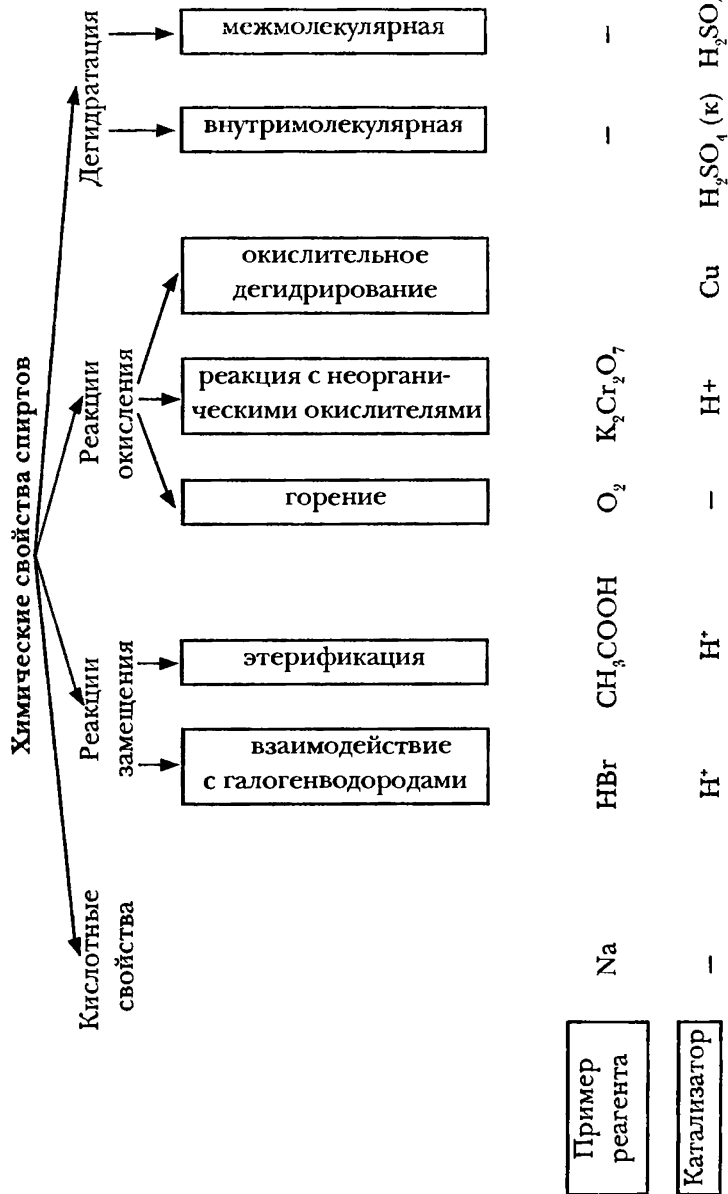 Химические свойства спиртов
Кислотные
свойства
Реакции
замещения
Реакции
окисления
Дегидратация
взаимодействие
с галогенводородами
этерификация
горение
реакция с неоргани-
ческими окислителями
окислительное
дегидрирование
внутримолекулярная
межмолекулярная
Пример
реагента
Na
HBr
CH₃COOH
O₂
K₂Cr₂O₇
–
–
Катализатор
–
H⁺
H⁺
–
H+
Cu
H₂SO₄ (к)
H₂SO